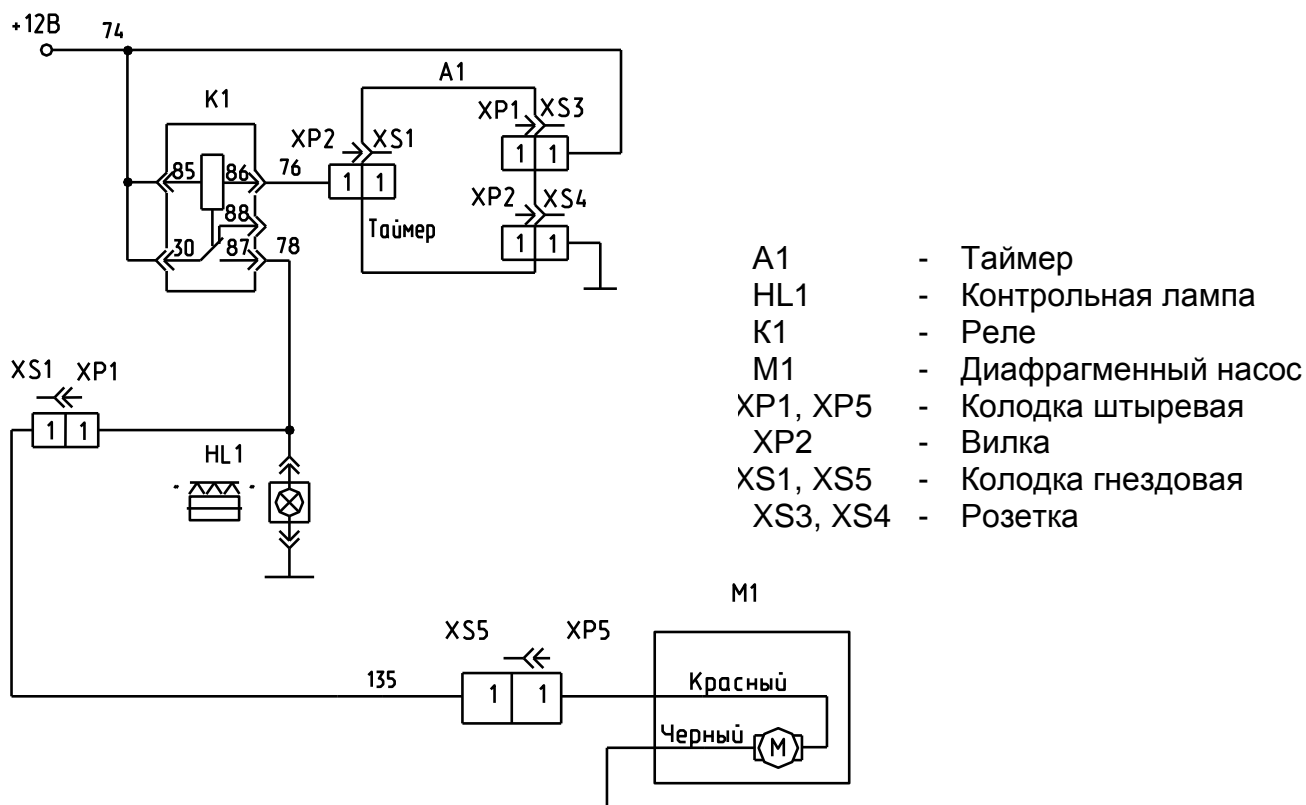 +12В 74
A1
K1
XP1 XS3
XP2 XS1
1 1
85 86 76
1 1
88
XP2 XS4
Таймер
30 87 78
1 1
XS1 XP1
1 1
HL1
A1 - Таймер
HL1 - Контрольная лампа
К1 - Реле
М1 - Диафрагменный насос
XP1, XP5 - Колодка штыревая
XP2 - Вилка
XS1, XS5 - Колодка гнездовая
XS3, XS4 - Розетка
M1
XS5 XP5
135
1 1
Красный
Черный
M